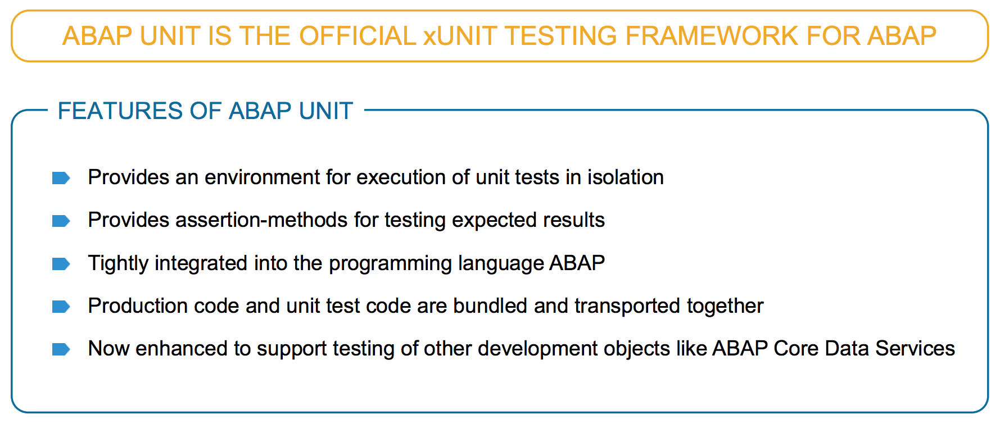 ABAP UNIT IS THE OFFICIAL xUNIT TESTING FRAMEWORK FOR ABAP
FEATURES OF ABAP UNIT
Provides an environment for execution of unit tests in isolation
Provides assertion-methods for testing expected results
Tightly integrated into the programming language ABAP
Production code and unit test code are bundled and transported together
Now enhanced to support testing of other development objects like ABAP Core Data Services